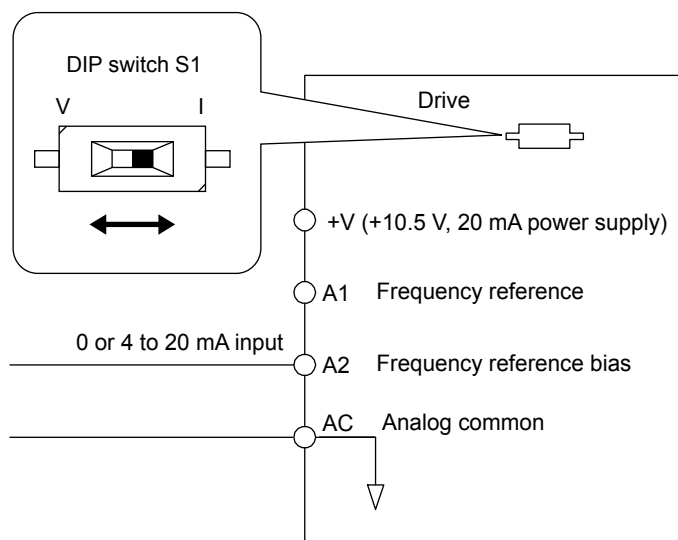 DIP switch S1
V I
Drive
+V (+10.5 V, 20 mA power supply)
A1 Frequency reference
0 or 4 to 20 mA input
A2 Frequency reference bias
AC Analog common